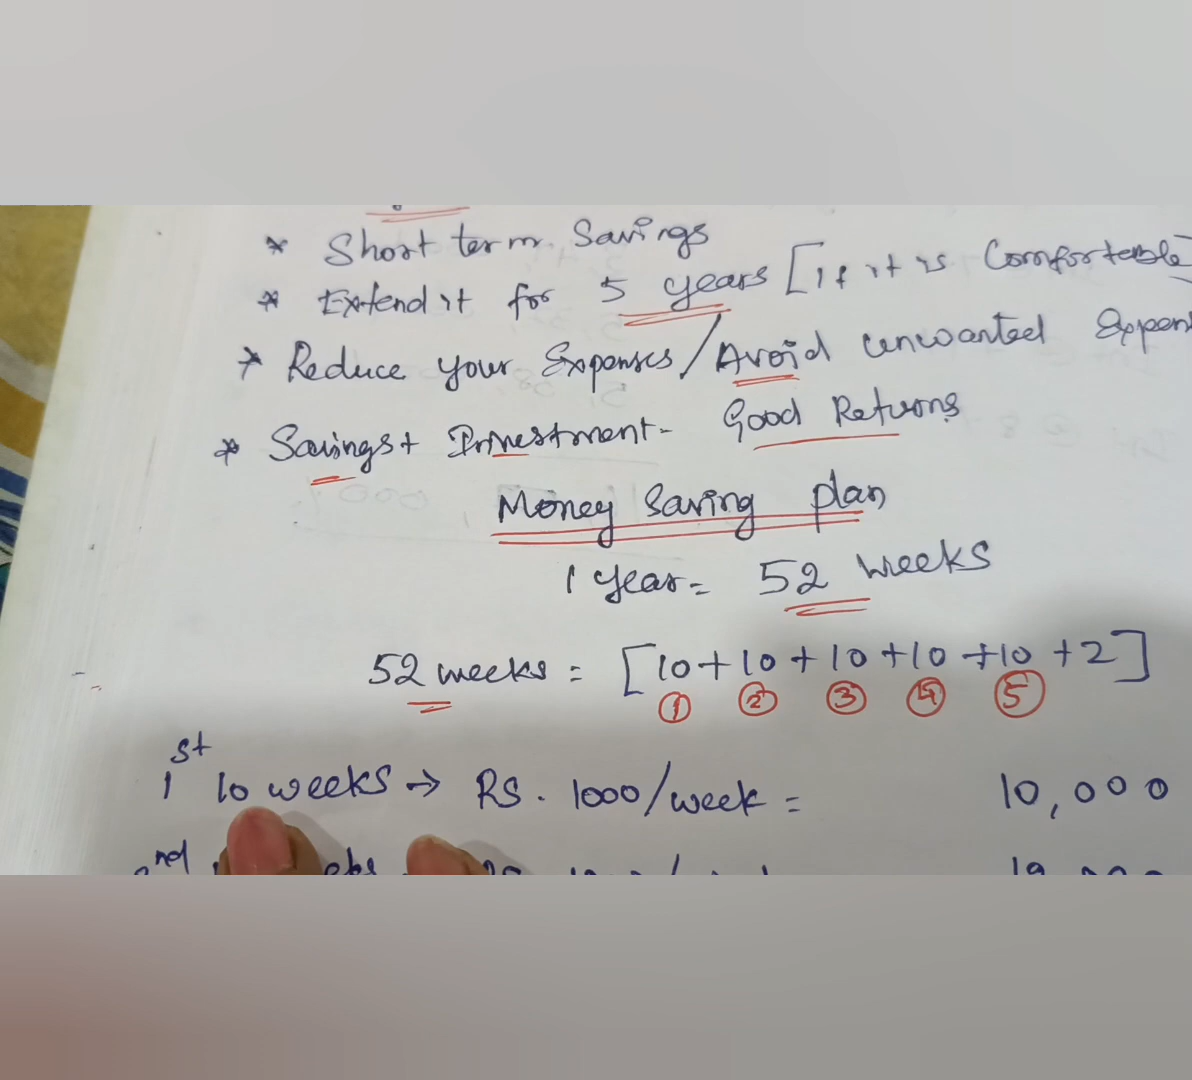 * Short term Savings
* Extend it for 5 years [if it is Comfortable]
* Reduce your Expenses / Avoid unwanted Expen
* Savings + Investment - Good Returns
Money Saving plan
1 year = 52 weeks
52 weeks = [10 + 10 + 10 + 10 + 10 + 2]
① ② ③ ④ ⑤
1st 10 weeks → RS. 1000/week = 10,000
nd